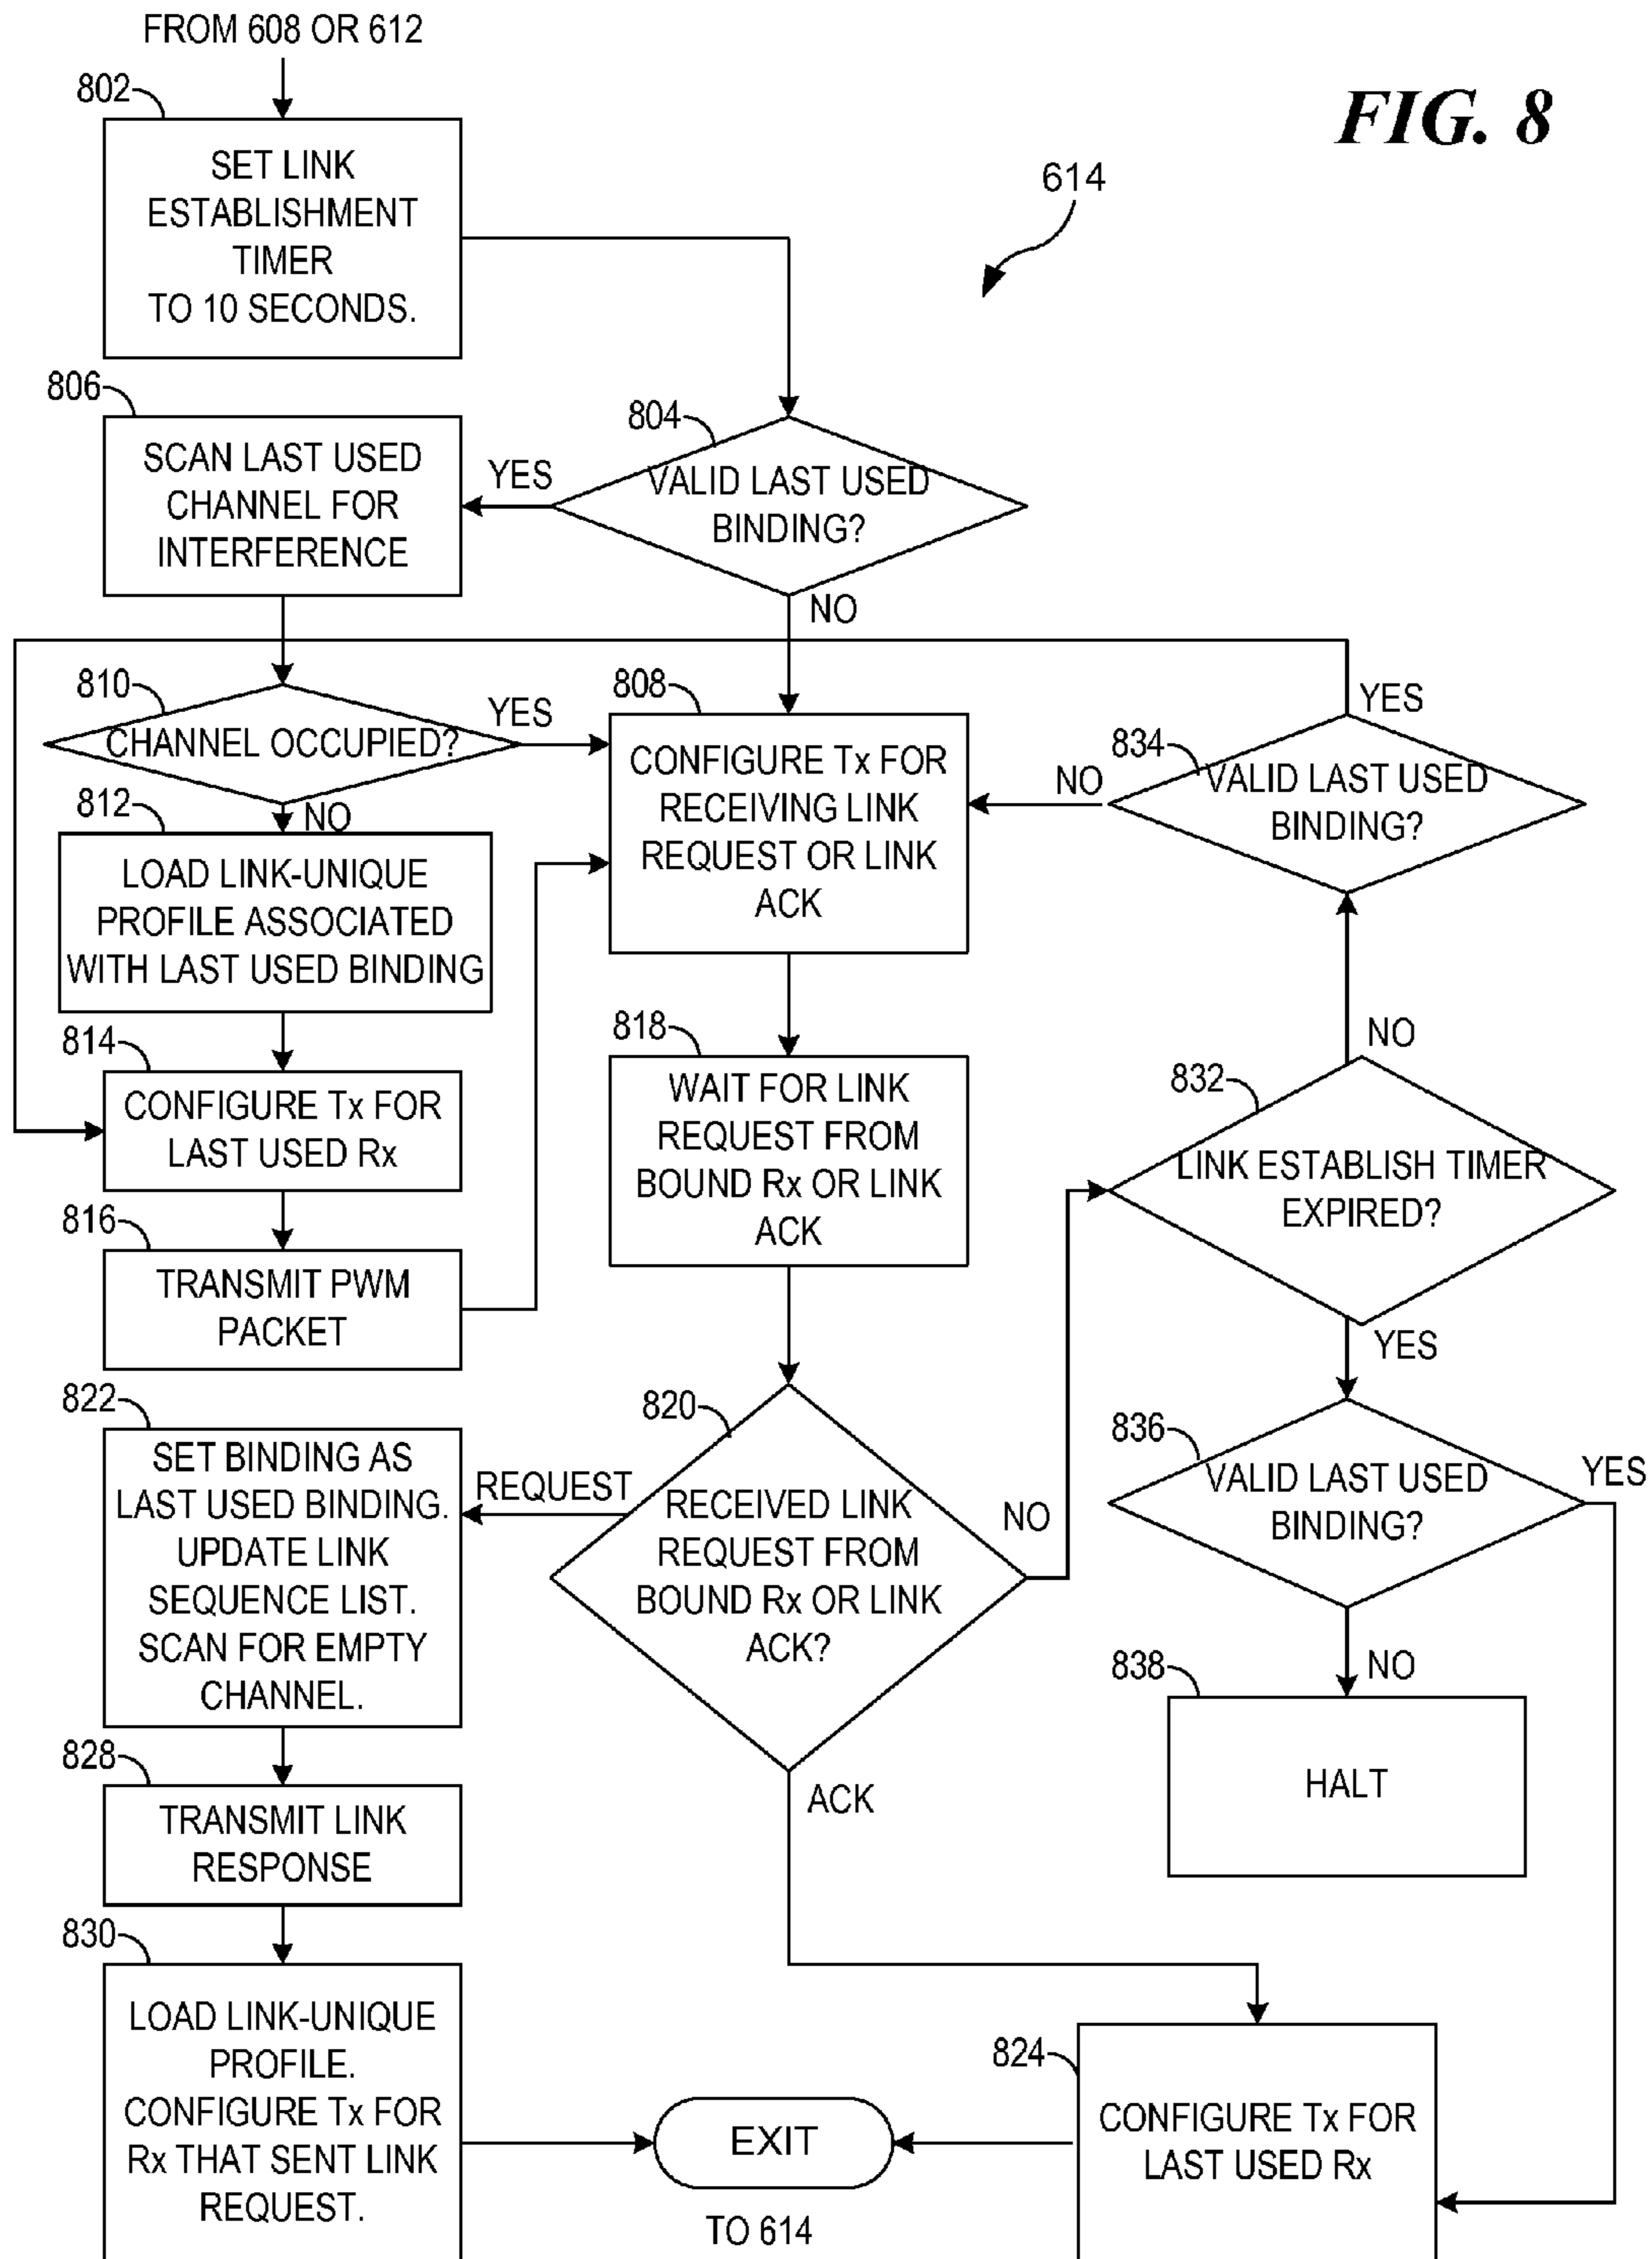 FROM 608 OR 612
FIG. 8
802
SET LINK
ESTABLISHMENT
TIMER
TO 10 SECONDS.
614
806
SCAN LAST USED
CHANNEL FOR
INTERFERENCE
YES
804
VALID LAST USED
BINDING?
NO
810
CHANNEL OCCUPIED?
YES
NO
808
CONFIGURE Tx FOR
RECEIVING LINK
REQUEST OR LINK
ACK
YES
834
VALID LAST USED
BINDING?
NO
812
LOAD LINK-UNIQUE
PROFILE ASSOCIATED
WITH LAST USED BINDING
814
CONFIGURE Tx FOR
LAST USED Rx
816
TRANSMIT PWM
PACKET
818
WAIT FOR LINK
REQUEST FROM
BOUND Rx OR LINK
ACK
NO
832
LINK ESTABLISH TIMER
EXPIRED?
YES
822
SET BINDING AS
LAST USED BINDING.
UPDATE LINK
SEQUENCE LIST.
SCAN FOR EMPTY
CHANNEL.
REQUEST
820
RECEIVED LINK
REQUEST FROM
BOUND Rx OR LINK
ACK?
NO
ACK
836
VALID LAST USED
BINDING?
YES
NO
838
HALT
828
TRANSMIT LINK
RESPONSE
830
LOAD LINK-UNIQUE
PROFILE.
CONFIGURE Tx FOR
Rx THAT SENT LINK
REQUEST.
EXIT
TO 614
824
CONFIGURE Tx FOR
LAST USED Rx